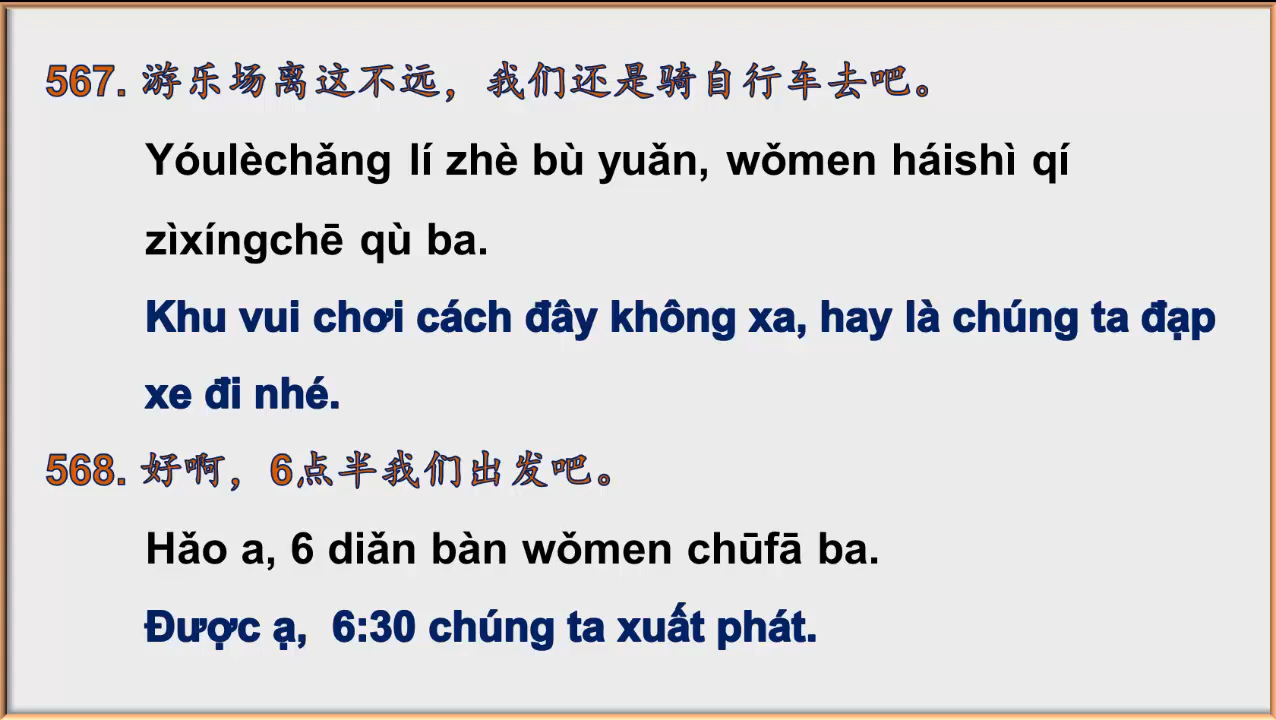 567. 游乐场离这不远，我们还是骑自行车去吧。
Yóulèchǎng lí zhè bù yuǎn, wǒmen háishì qí
zìxíngchē qù ba.
Khu vui chơi cách đây không xa, hay là chúng ta đạp
xe đi nhé.
568. 好啊，6点半我们出发吧。
Hǎo a, 6 diǎn bàn wǒmen chūfā ba.
Được ạ, 6:30 chúng ta xuất phát.